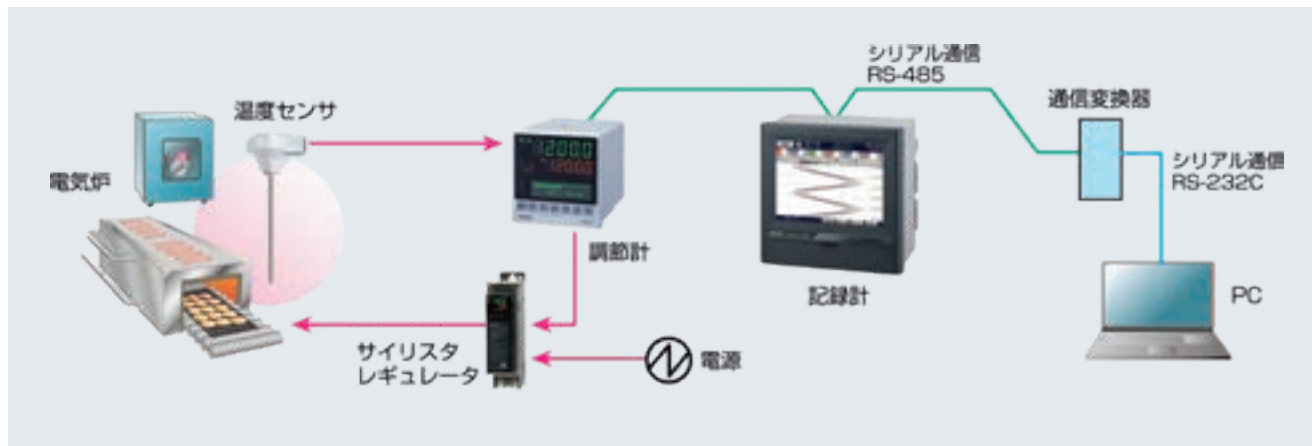 シリアル通信
RS-485
通信変換器
温度センサ
シリアル通信
RS-232C
電気炉
調節計
記録計
PC
サイリスタ
レギュレータ
電源